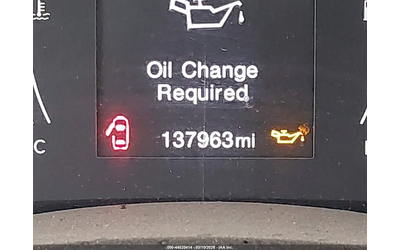 Oil Change
Required
137963mi
C